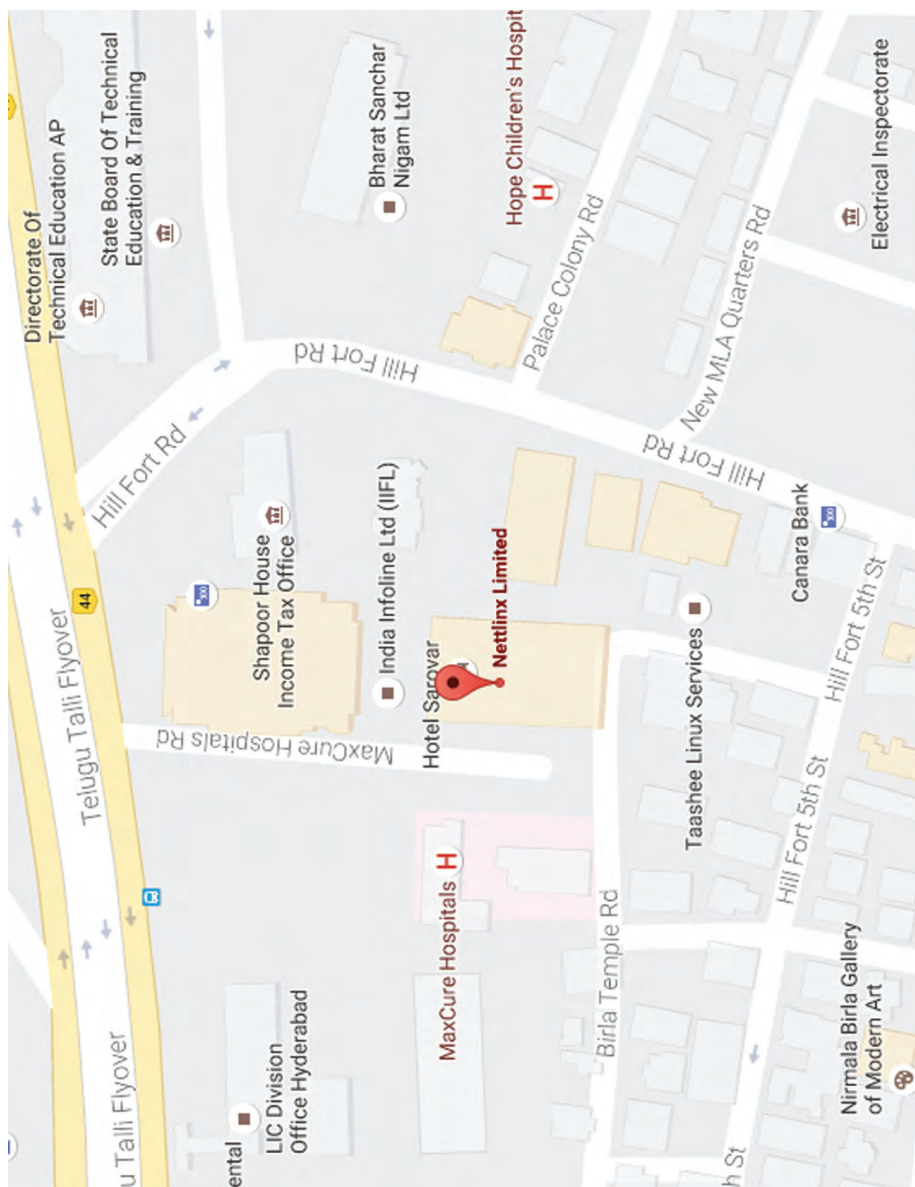 Directorate Of
Technical Education AP
State Board Of Technical
Education & Training
44
Telugu Talli Flyover
u Talli Flyover
Hill Fort Rd
MaxCure Hospitals Rd
Shapoor House
Income Tax Office
ental
LIC Division
Office Hyderabad
Hill Fort Rd
Bharat Sanchar
Nigam Ltd
India Infoline Ltd (IIFL)
Hotel Sarovar
Nettlinx Limited
MaxCure Hospitals
H
Hope Children's Hospit
H
Palace Colony Rd
Birla Temple Rd
Hill Fort Rd
New MLA Quarters Rd
Taashee Linux Services
Canara Bank
Hill Fort 5th St
Hill Fort 5th St
h St
Electrical Inspectorate
Nirmala Birla Gallery
of Modern Art